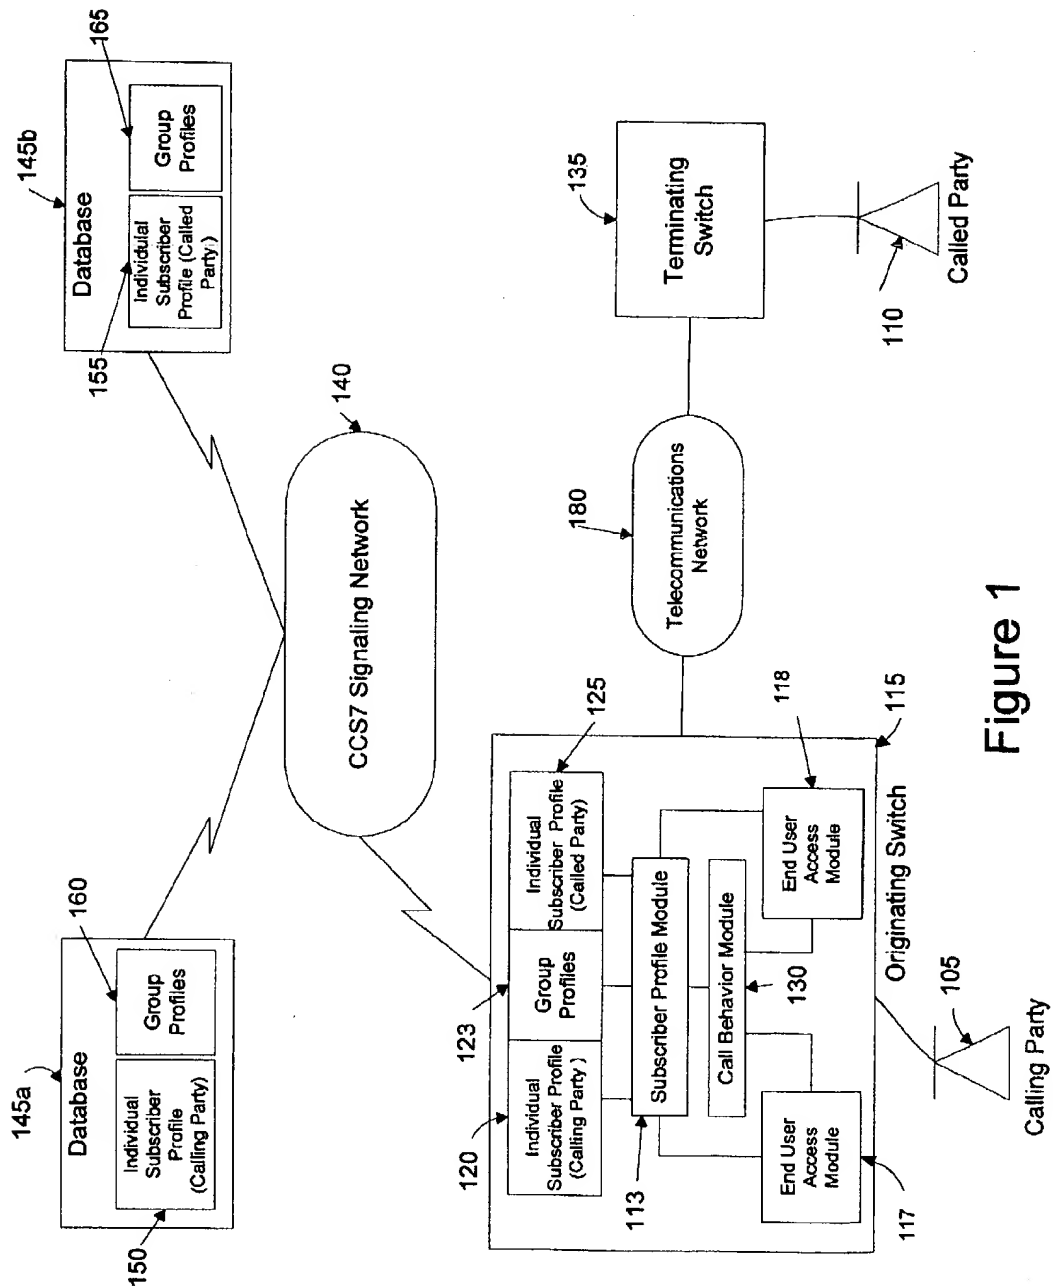 145a
Database
160
Individual
Subscriber
Profile
(Calling Party)
Group
Profiles
150
145b
Database
165
Individulal
Subscriber
Profile (Called
Party )
Group
Profiles
155
CCS7 Signaling Network
140
120
123
125
Individual
Subscriber Profile
(Calling Party )
Group
Profiles
Individual
Subscriber Profile
(Called Party)
113
Subscriber Profile Module
Call Behavior Module
130
118
End User
Access
Module
End User
Access
Module
117
Originating Switch
115
105
Calling Party
180
Telecommunications
Network
135
Terminating
Switch
110
Called Party
Figure 1